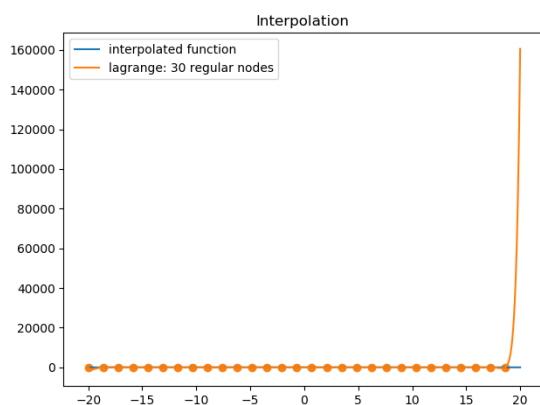 Interpolation
interpolated function
lagrange: 30 regular nodes
160000
140000
120000
100000
80000
60000
40000
20000
0
−20 −15 −10 −5 0 5 10 15 20